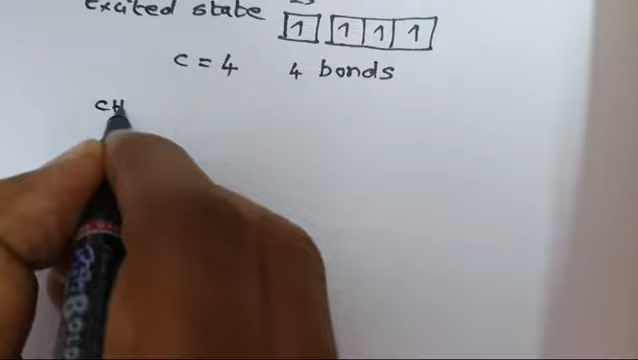 excited state 1 1 1 1
c = 4 4 bonds
CH